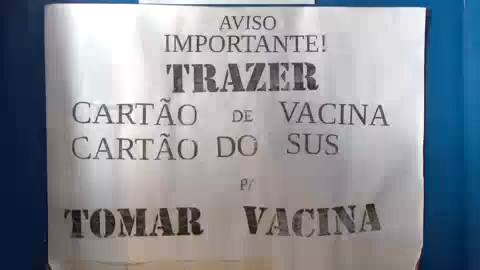 AVISO
IMPORTANTE!
TRAZER
CARTÃO DE VACINA
CARTÃO DO SUS
P/
TOMAR VACINA